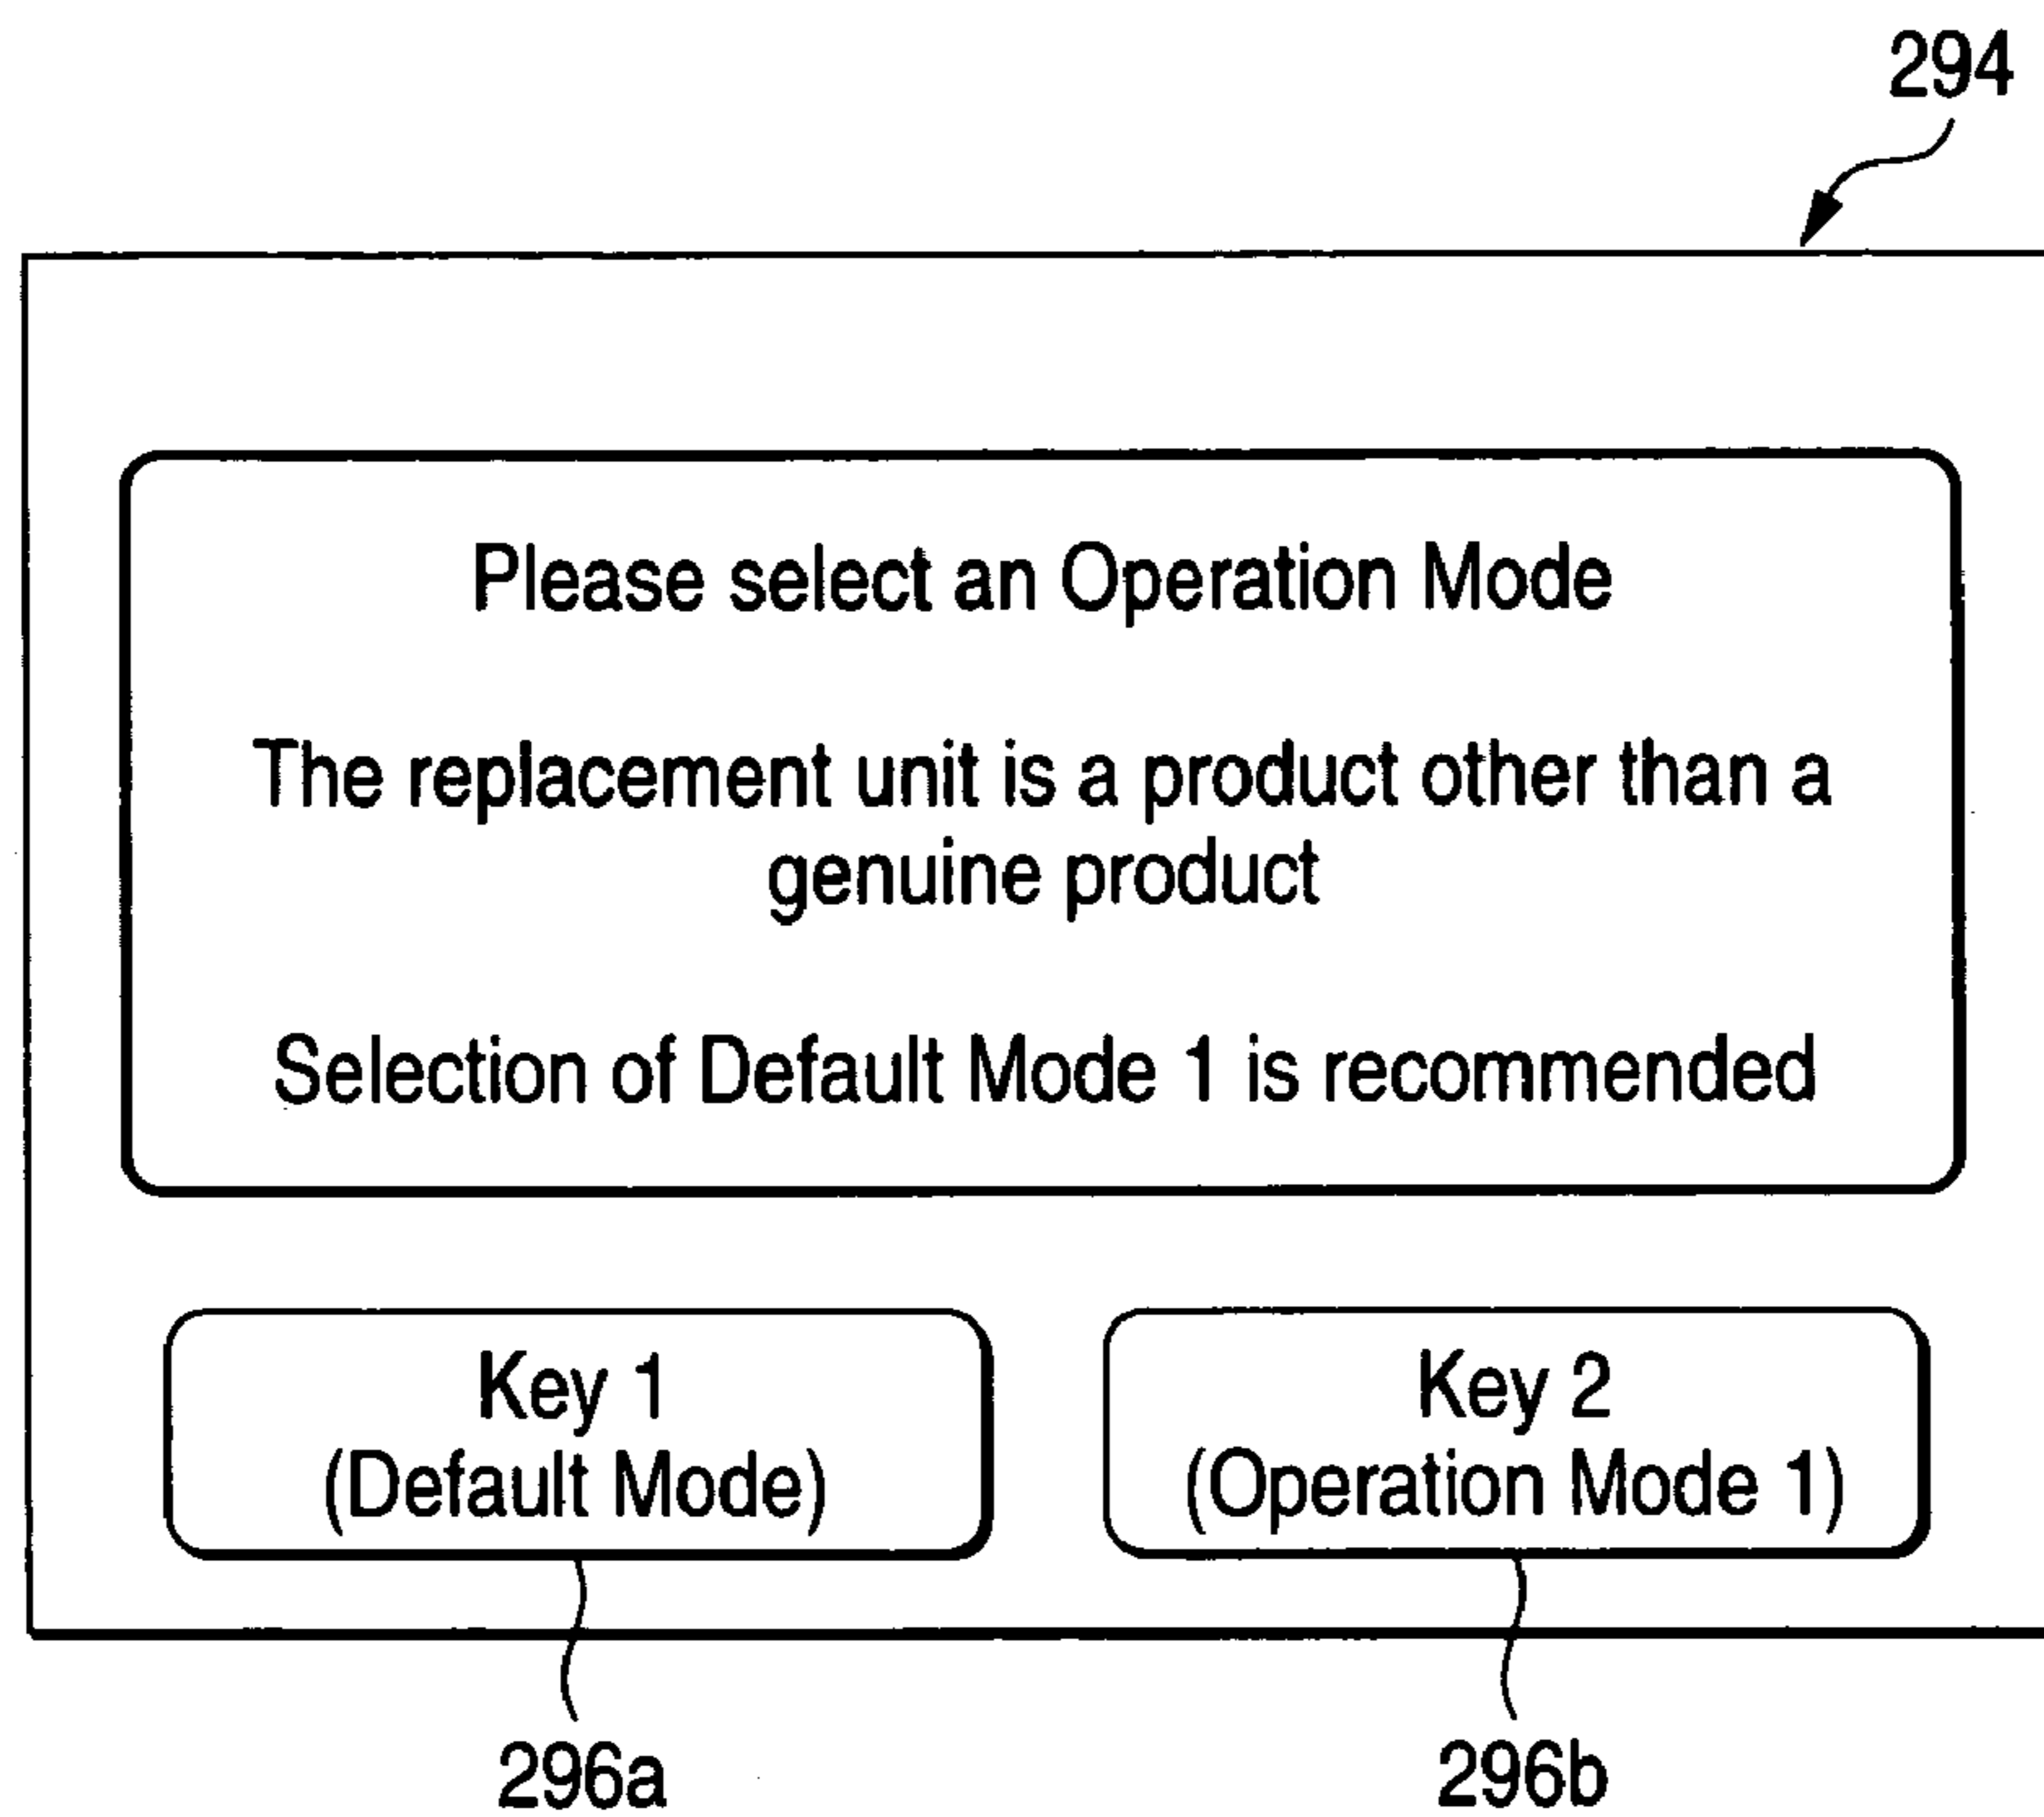 294
Please select an Operation Mode
The replacement unit is a product other than a
genuine product
Selection of Default Mode 1 is recommended
Key 1
(Default Mode)
Key 2
(Operation Mode 1)
296a
296b